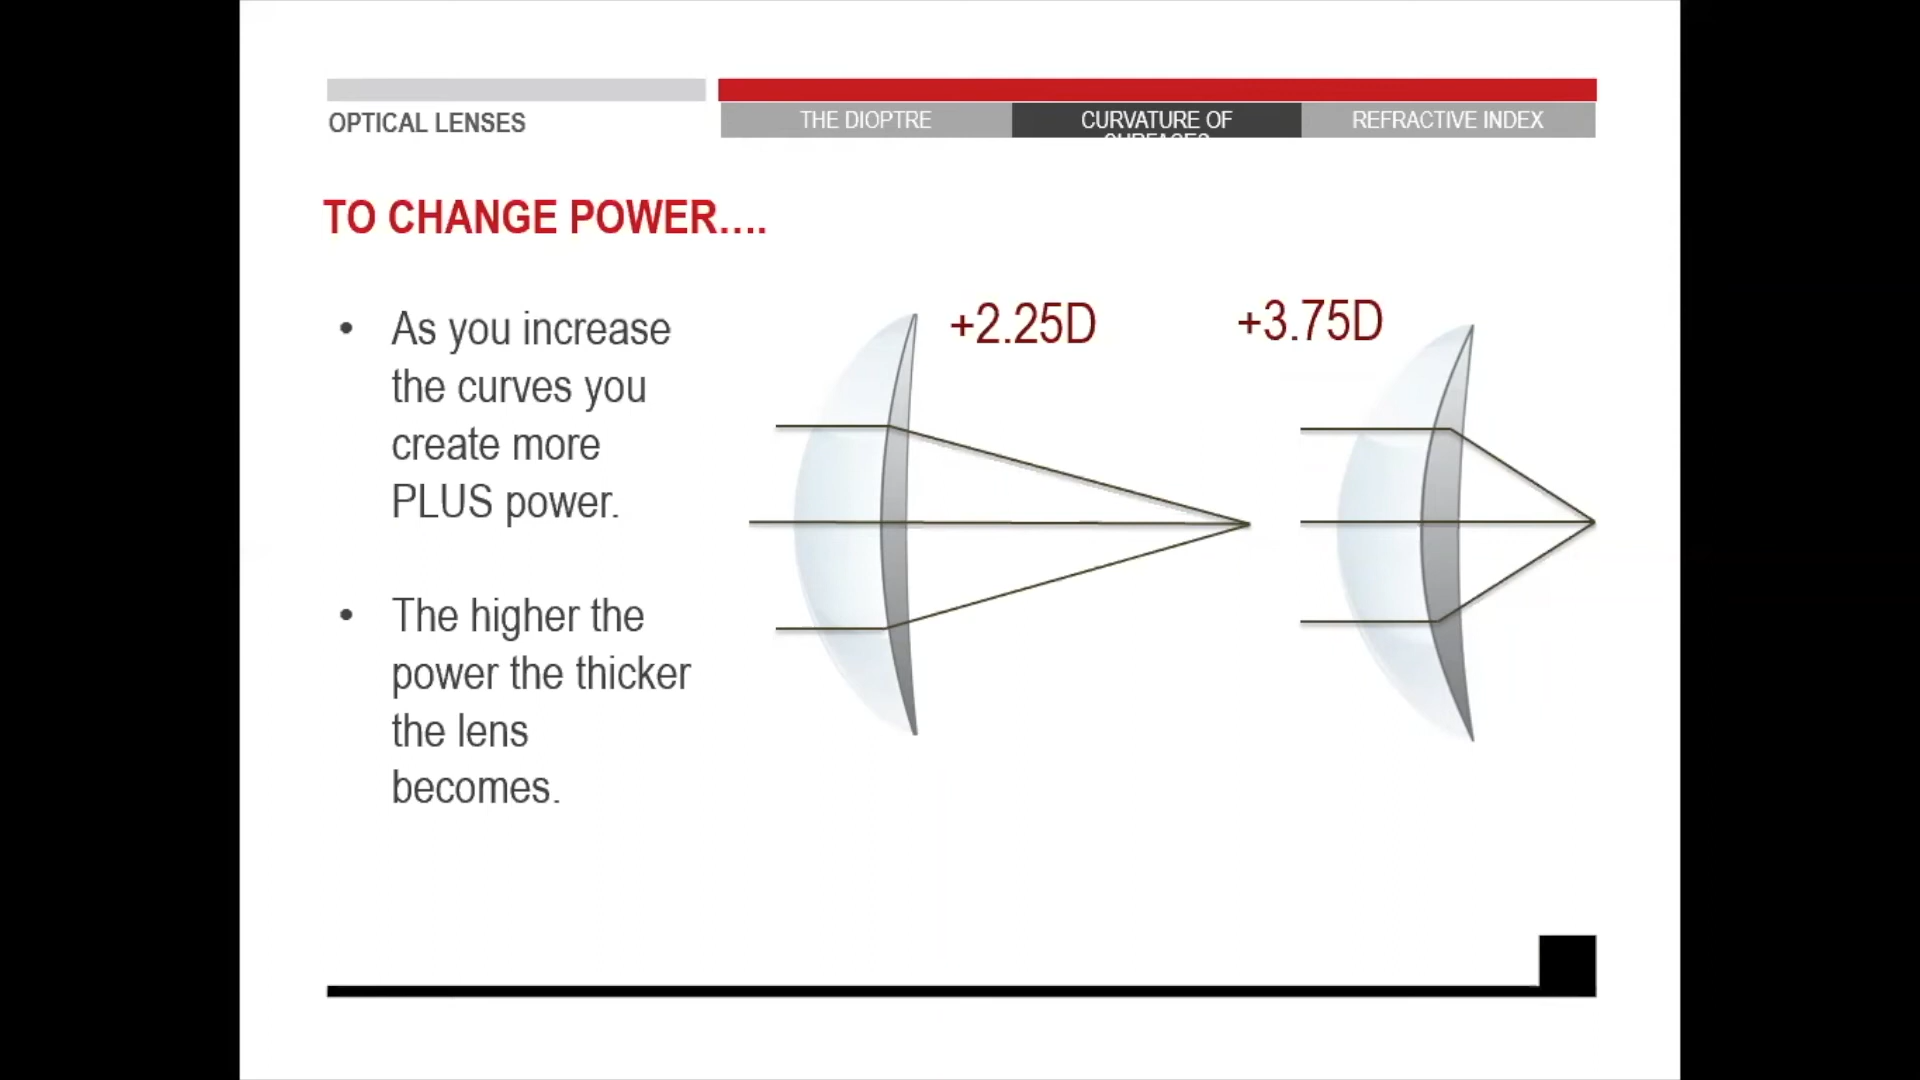 OPTICAL LENSES
THE DIOPTRE
CURVATURE OF
SURFACES
REFRACTIVE INDEX
TO CHANGE POWER....
• As you increase
the curves you
create more
PLUS power.
• The higher the
power the thicker
the lens
becomes.
+2.25D
+3.75D